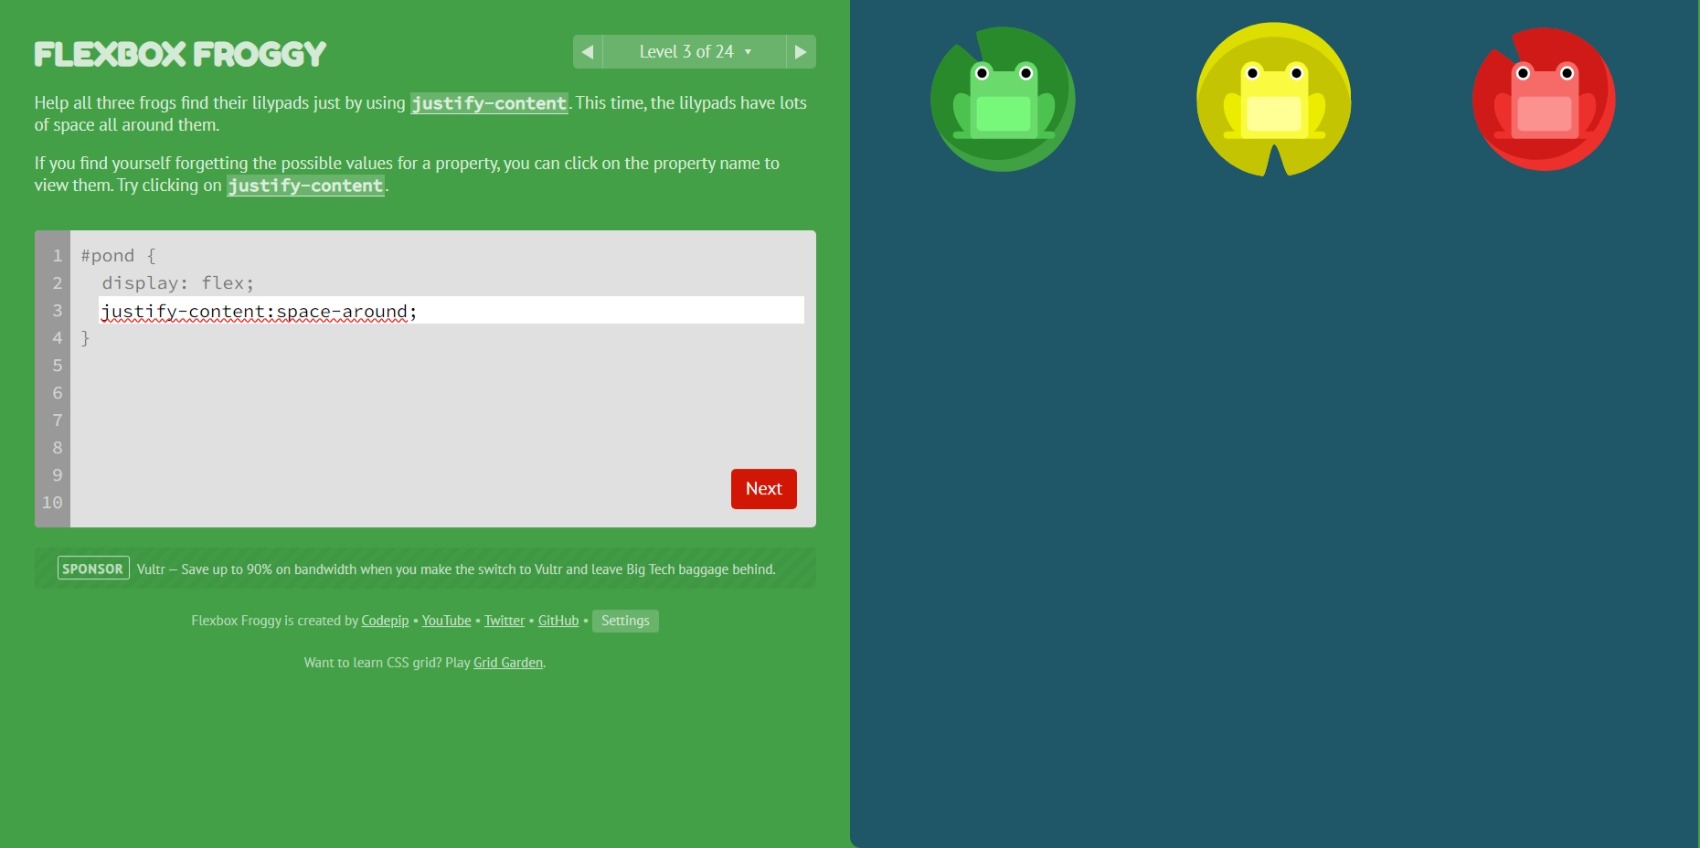 FLEXBOX FROGGY
◀ Level 3 of 24 ▾ ▶
Help all three frogs find their lilypads just by using justify-content. This time, the lilypads have lots
of space all around them.
If you find yourself forgetting the possible values for a property, you can click on the property name to
view them. Try clicking on justify-content.
1 #pond {
2 display: flex;
3 justify-content:space-around;
4 }
5
6
7
8
9
10
Next
SPONSOR Vultr — Save up to 90% on bandwidth when you make the switch to Vultr and leave Big Tech baggage behind.
Flexbox Froggy is created by Codepip • YouTube • Twitter • GitHub • Settings
Want to learn CSS grid? Play Grid Garden.